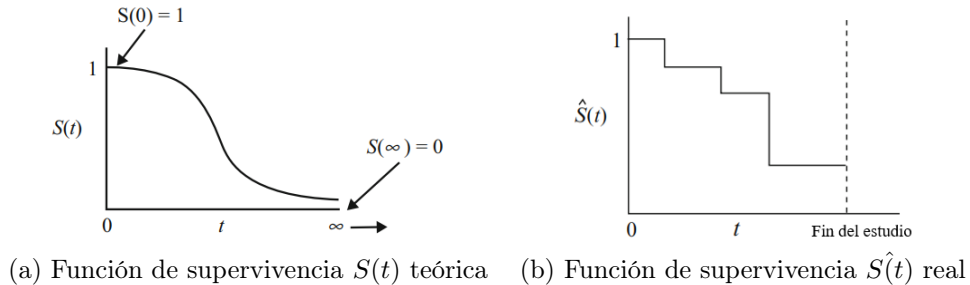 S(0) = 1
1
S(t)
S(∞) = 0
0
t
∞
(a) Función de supervivencia S(t) teórica
1
Ŝ(t)
0
t
Fin del estudio
(b) Función de supervivencia Ŝ(t) real